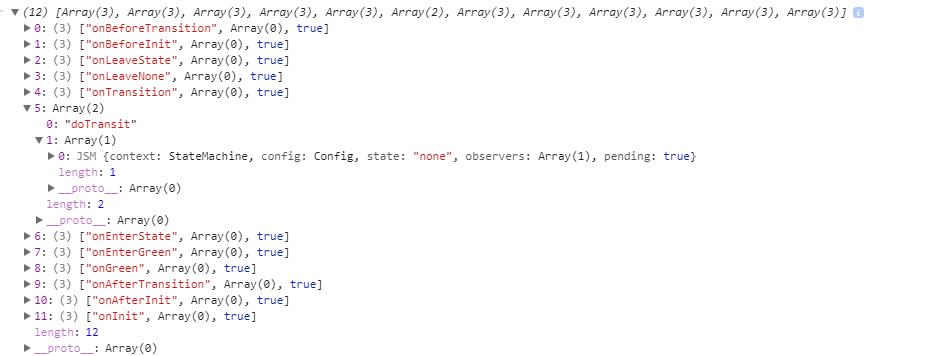 (12) [Array(3), Array(3), Array(3), Array(3), Array(3), Array(2), Array(3), Array(3), Array(3), Array(3), Array(3), Array(3)] i
0: (3) ["onBeforeTransition", Array(0), true]
1: (3) ["onBeforeInit", Array(0), true]
2: (3) ["onLeaveState", Array(0), true]
3: (3) ["onLeaveNone", Array(0), true]
4: (3) ["onTransition", Array(0), true]
5: Array(2)
0: "doTransit"
1: Array(1)
0: JSM {context: StateMachine, config: Config, state: "none", observers: Array(1), pending: true}
length: 1
__proto__: Array(0)
length: 2
__proto__: Array(0)
6: (3) ["onEnterState", Array(0), true]
7: (3) ["onEnterGreen", Array(0), true]
8: (3) ["onGreen", Array(0), true]
9: (3) ["onAfterTransition", Array(0), true]
10: (3) ["onAfterInit", Array(0), true]
11: (3) ["onInit", Array(0), true]
length: 12
__proto__: Array(0)